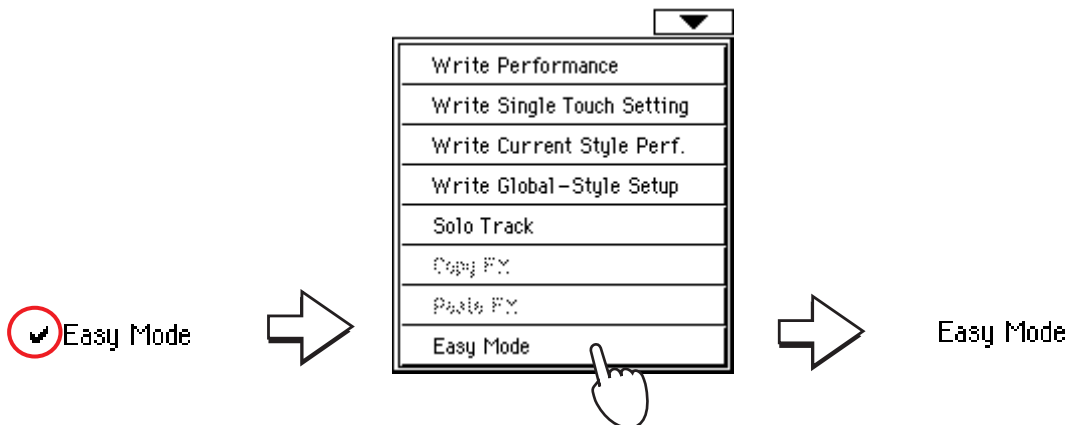 Write Performance
Write Single Touch Setting
Write Current Style Perf.
Write Global-Style Setup
Solo Track
Copy FX
Paste FX
Easy Mode
Easy Mode
Easy Mode